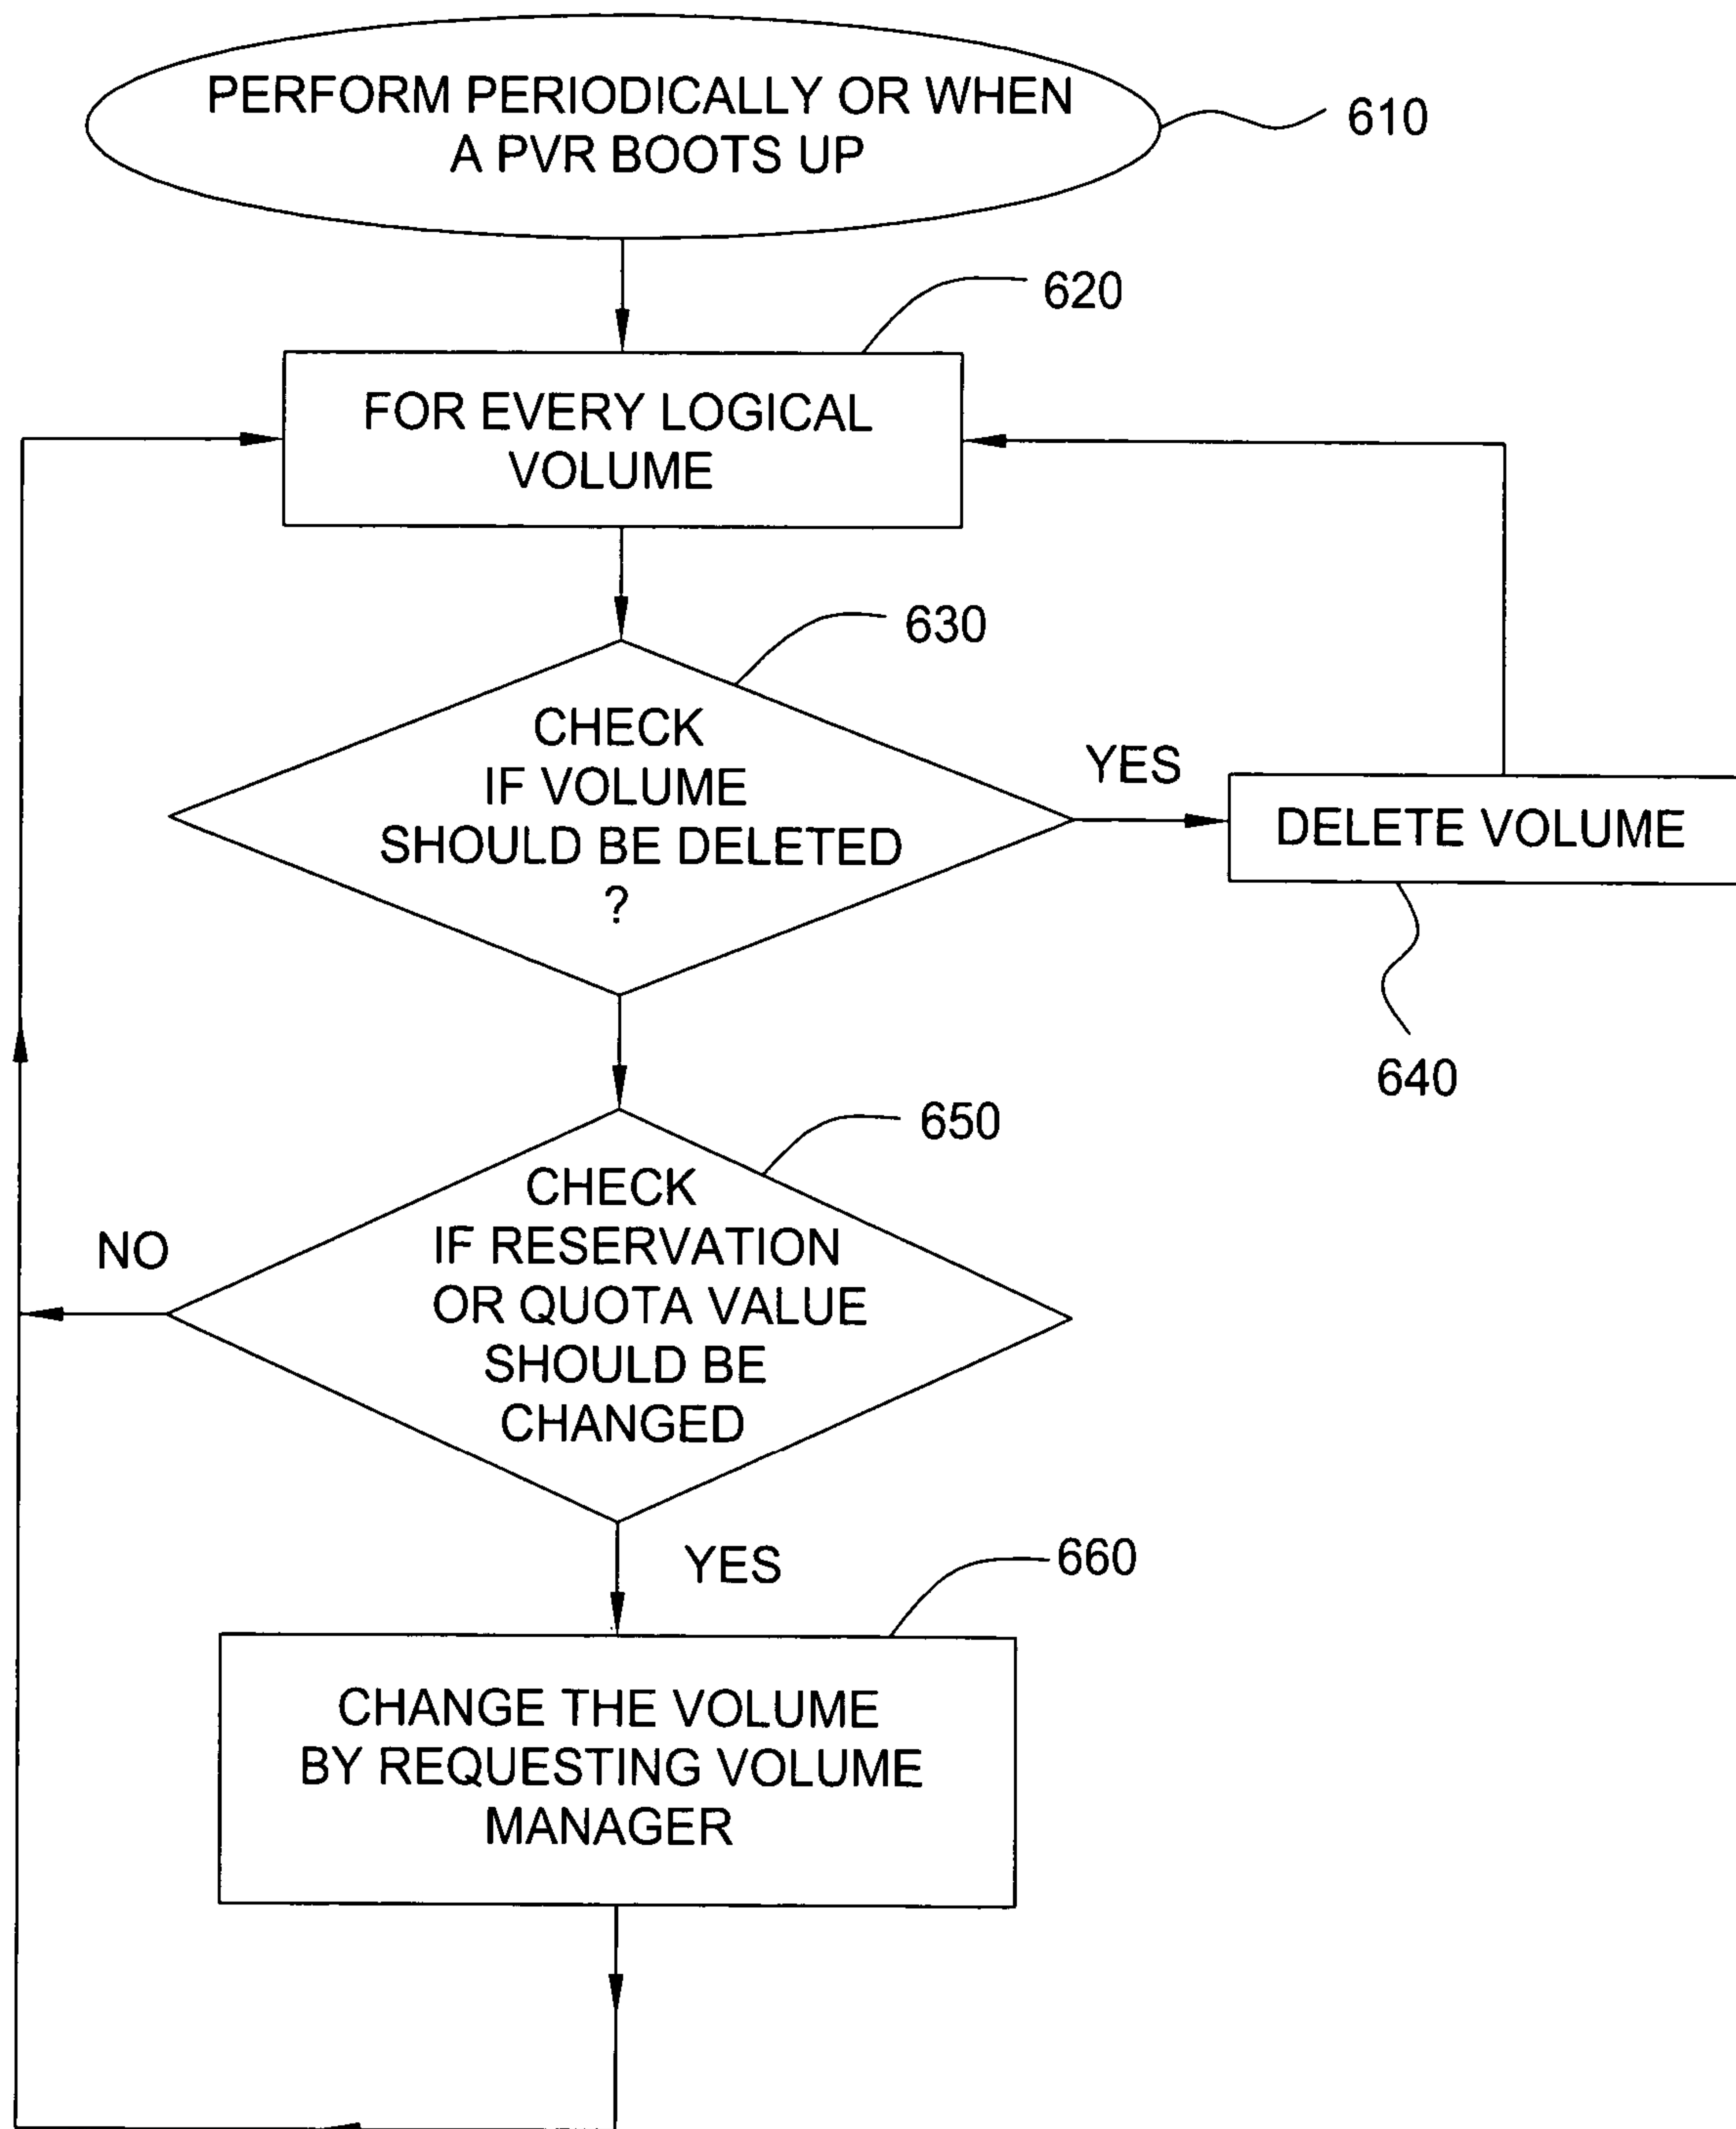 PERFORM PERIODICALLY OR WHEN
A PVR BOOTS UP
610
620
FOR EVERY LOGICAL
VOLUME
630
CHECK
IF VOLUME
SHOULD BE DELETED
?
YES
DELETE VOLUME
640
650
CHECK
IF RESERVATION
OR QUOTA VALUE
SHOULD BE
CHANGED
NO
YES
660
CHANGE THE VOLUME
BY REQUESTING VOLUME
MANAGER